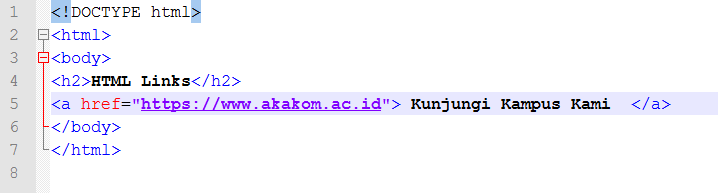 1 <!DOCTYPE html>
2 <html>
3 <body>
4 <h2>HTML Links</h2>
5 <a href="https://www.akakom.ac.id"> Kunjungi Kampus Kami  </a>
6 </body>
7 </html>
8